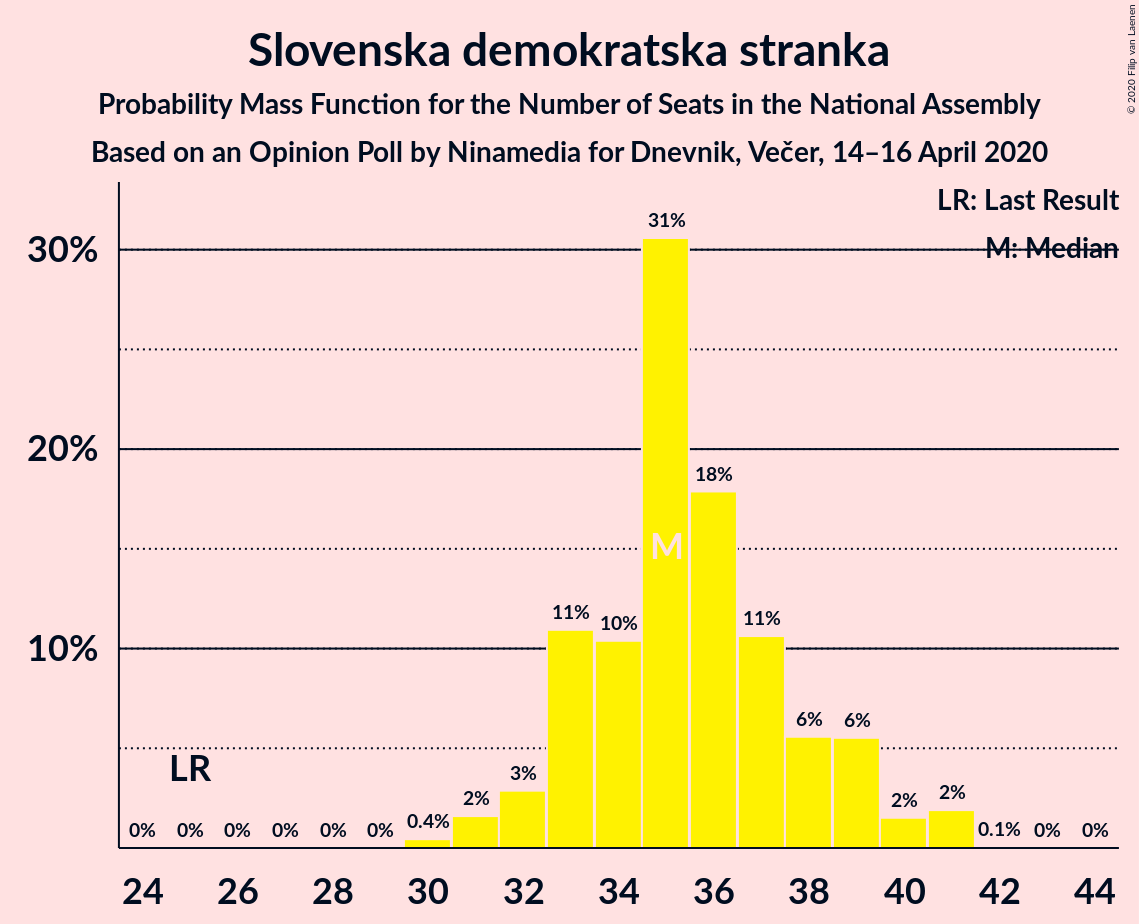 Slovenska demokratska stranka
Probability Mass Function for the Number of Seats in the National Assembly
Based on an Opinion Poll by Ninamedia for Dnevnik, Večer, 14–16 April 2020
© 2020 Filip van Laenen
LR: Last Result
M: Median
30%
20%
10%
31%
18%
M
11%
10%
11%
6%
6%
LR
3%
2%
2%
2%
0%
0%
0%
0%
0%
0%
0.4%
0.1%
0%
0%
24 26 28 30 32 34 36 38 40 42 44